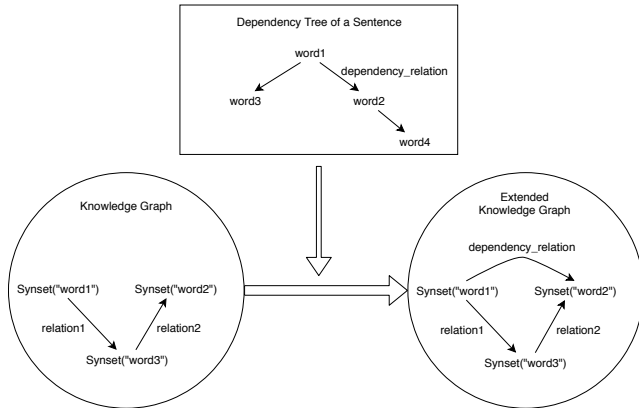 Dependency Tree of a Sentence
word1
dependency_relation
word3
word2
word4
Knowledge Graph
Synset("word1")
Synset("word2")
relation1
relation2
Synset("word3")
Extended
Knowledge Graph
dependency_relation
Synset("word1")
Synset("word2")
relation1
relation2
Synset("word3")